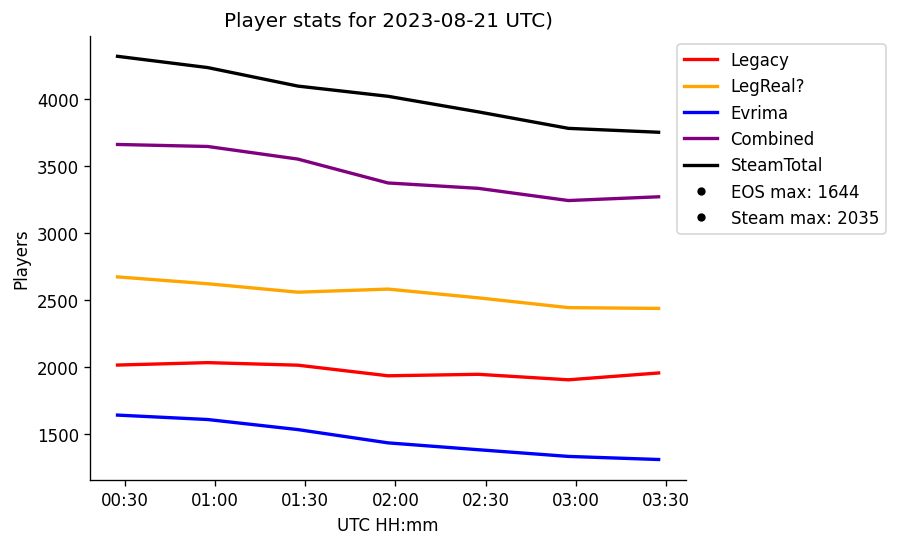 Player stats for 2023-08-21 UTC)
Legacy
LegReal?
Evrima
Combined
SteamTotal
EOS max: 1644
Steam max: 2035
Players
4000
3500
3000
2500
2000
1500
00:30 01:00 01:30 02:00 02:30 03:00 03:30
UTC HH:mm